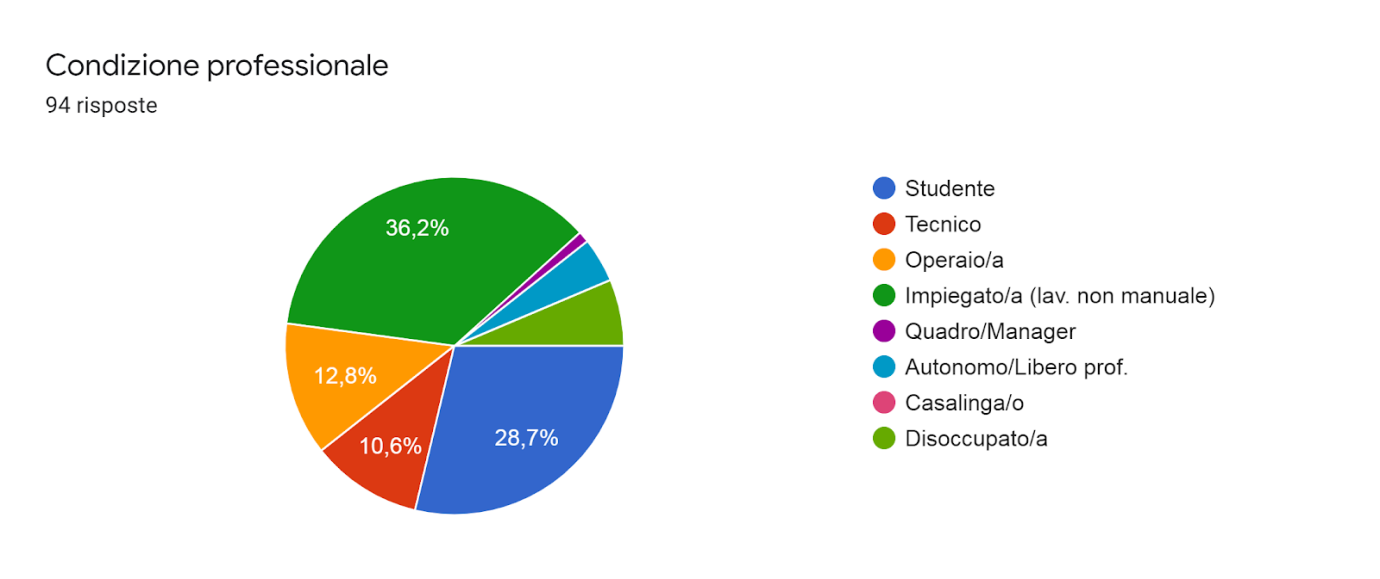 Condizione professionale
94 risposte
36,2%
12,8%
10,6%
28,7%
Studente
Tecnico
Operaio/a
Impiegato/a (lav. non manuale)
Quadro/Manager
Autonomo/Libero prof.
Casalinga/o
Disoccupato/a